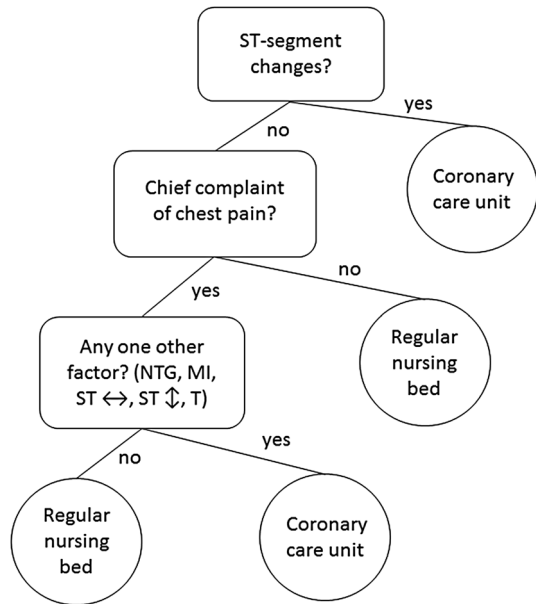 ST-segment
changes?
yes
no
Coronary
care unit
Chief complaint
of chest pain?
no
yes
Regular
nursing
bed
Any one other
factor? (NTG, MI,
ST ↔, ST ↕, T)
yes
no
Regular
nursing
bed
Coronary
care unit